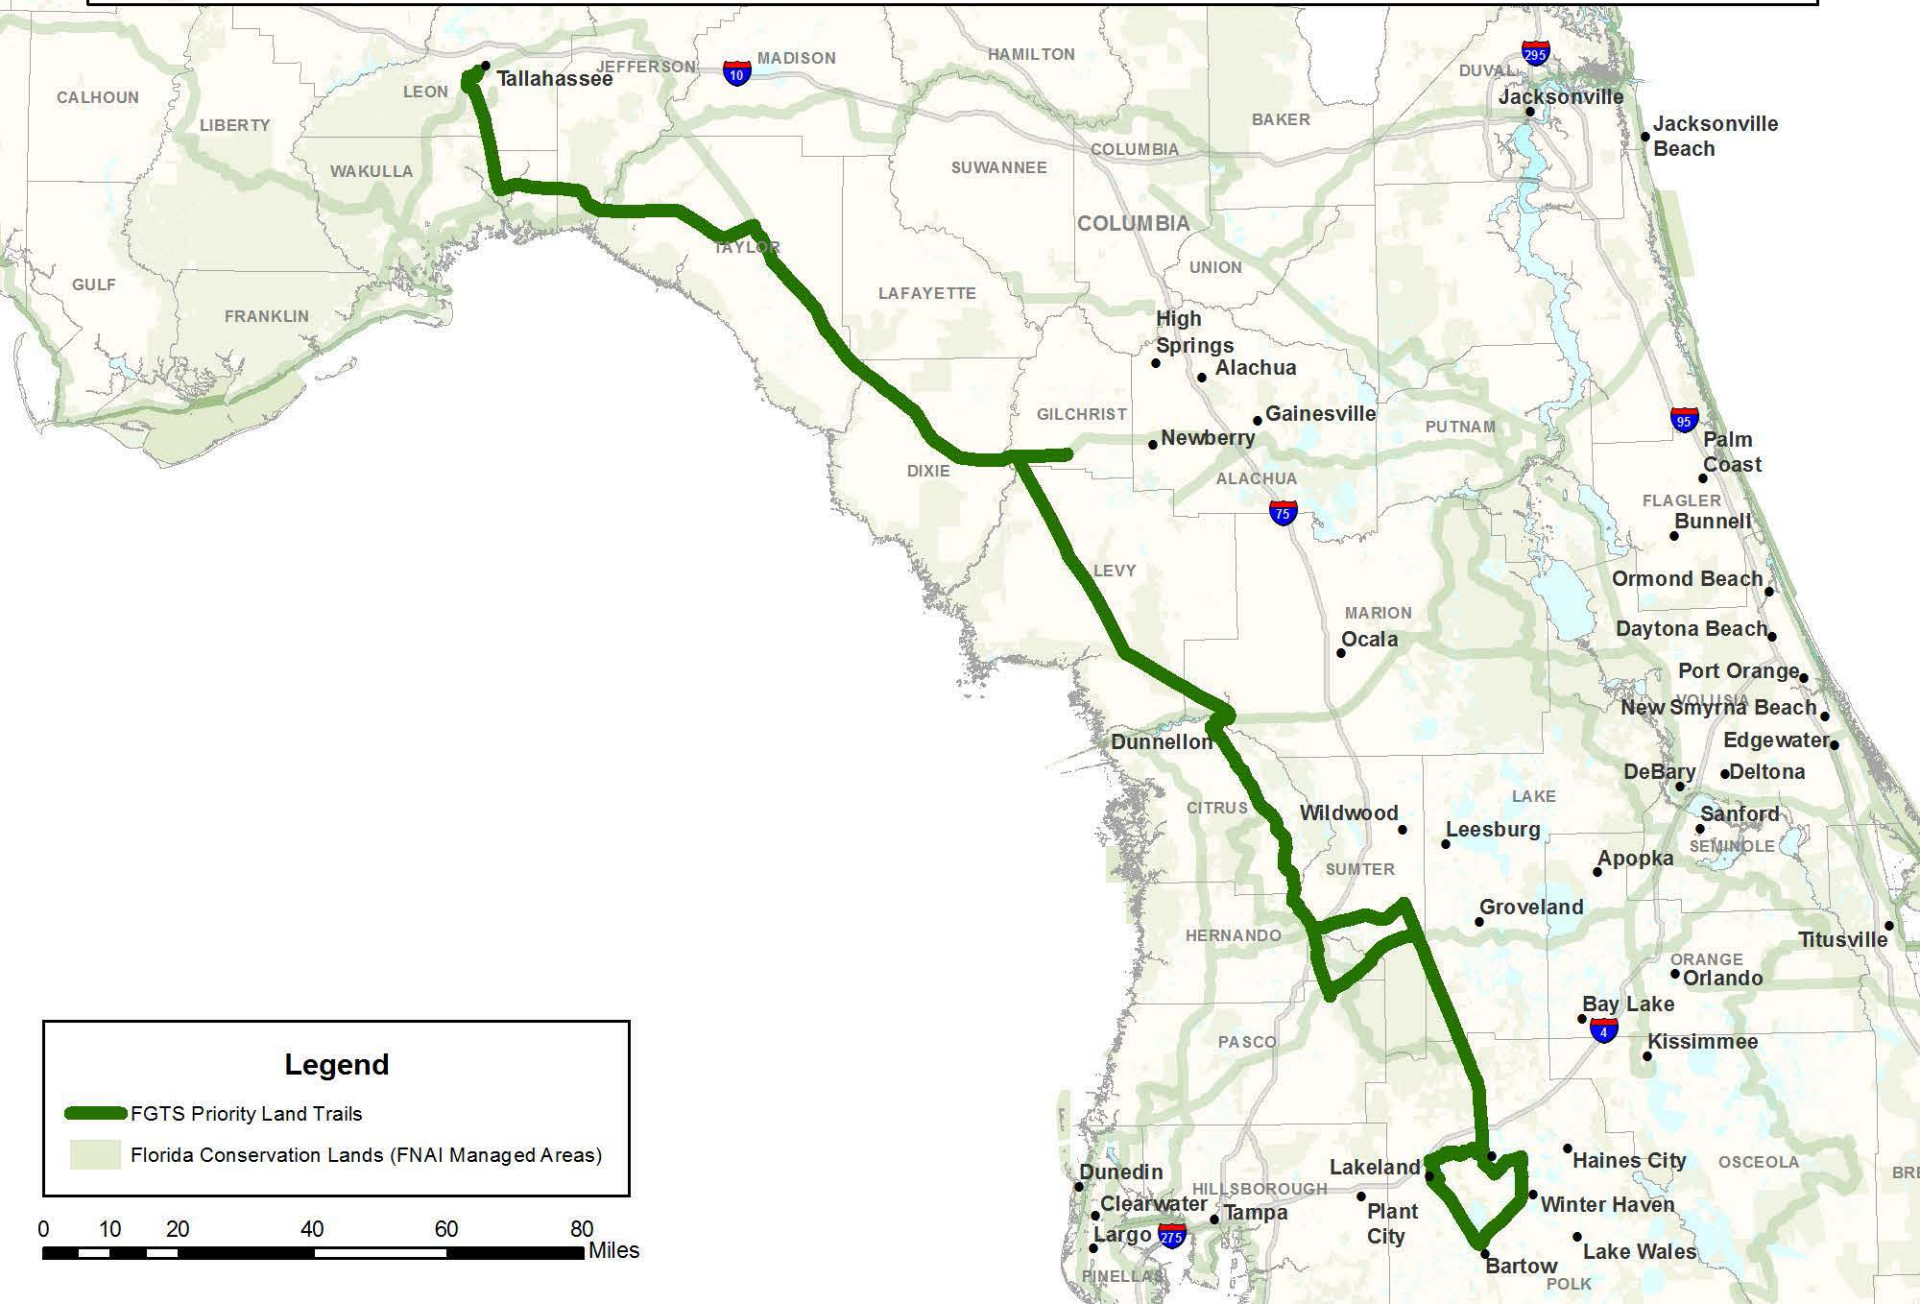 HAMILTON
MADISON
JEFFERSON
10
295
DUVAL
Tallahassee
LEON
CALHOUN
Jacksonville
LIBERTY
BAKER
Jacksonville
Beach
COLUMBIA
WAKULLA
SUWANNEE
COLUMBIA
TAYLOR
UNION
GULF
LAFAYETTE
FRANKLIN
High
Springs
Alachua
GILCHRIST
Gainesville
PUTNAM
95
Newberry
Palm
Coast
DIXIE
ALACHUA
75
FLAGLER
Bunnell
LEVY
Ormond Beach
MARION
Ocala
Daytona Beach
Port Orange
VOLUSIA
New Smyrna Beach
Dunnellon
Edgewater
DeBary
Deltona
CITRUS
LAKE
Wildwood
Sanford
Leesburg
SEMINOLE
Apopka
SUMTER
Groveland
HERNANDO
Titusville
ORANGE
Orlando
Bay Lake
4
PASCO
Kissimmee
Legend
FGTS Priority Land Trails
Florida Conservation Lands (FNAI Managed Areas)
Haines City
OSCEOLA
Lakeland
BRE
Dunedin
HILLSBOROUGH
Clearwater
Tampa
Plant
City
Winter Haven
Largo
275
Lake Wales
Bartow
PINELLAS
POLK
0 10 20 40 60 80
Miles